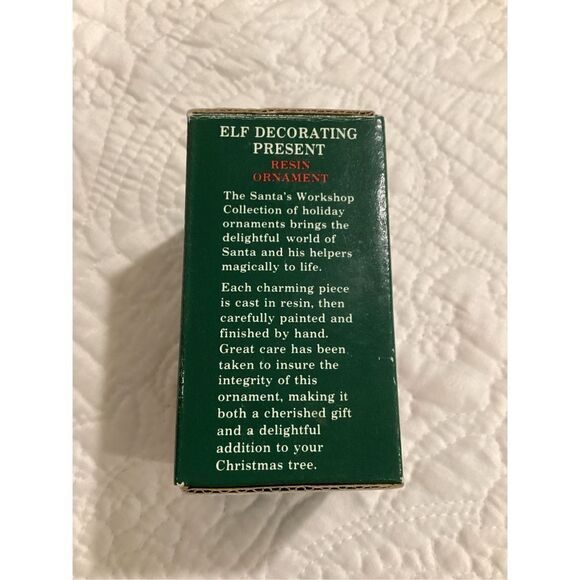 ELF DECORATING
PRESENT
RESIN
ORNAMENT
The Santa's Workshop
Collection of holiday
ornaments brings the
delightful world of
Santa and his helpers
magically to life.
Each charming piece
is cast in resin, then
carefully painted and
finished by hand.
Great care has been
taken to insure the
integrity of this
ornament, making it
both a cherished gift
and a delightful
addition to your
Christmas tree.